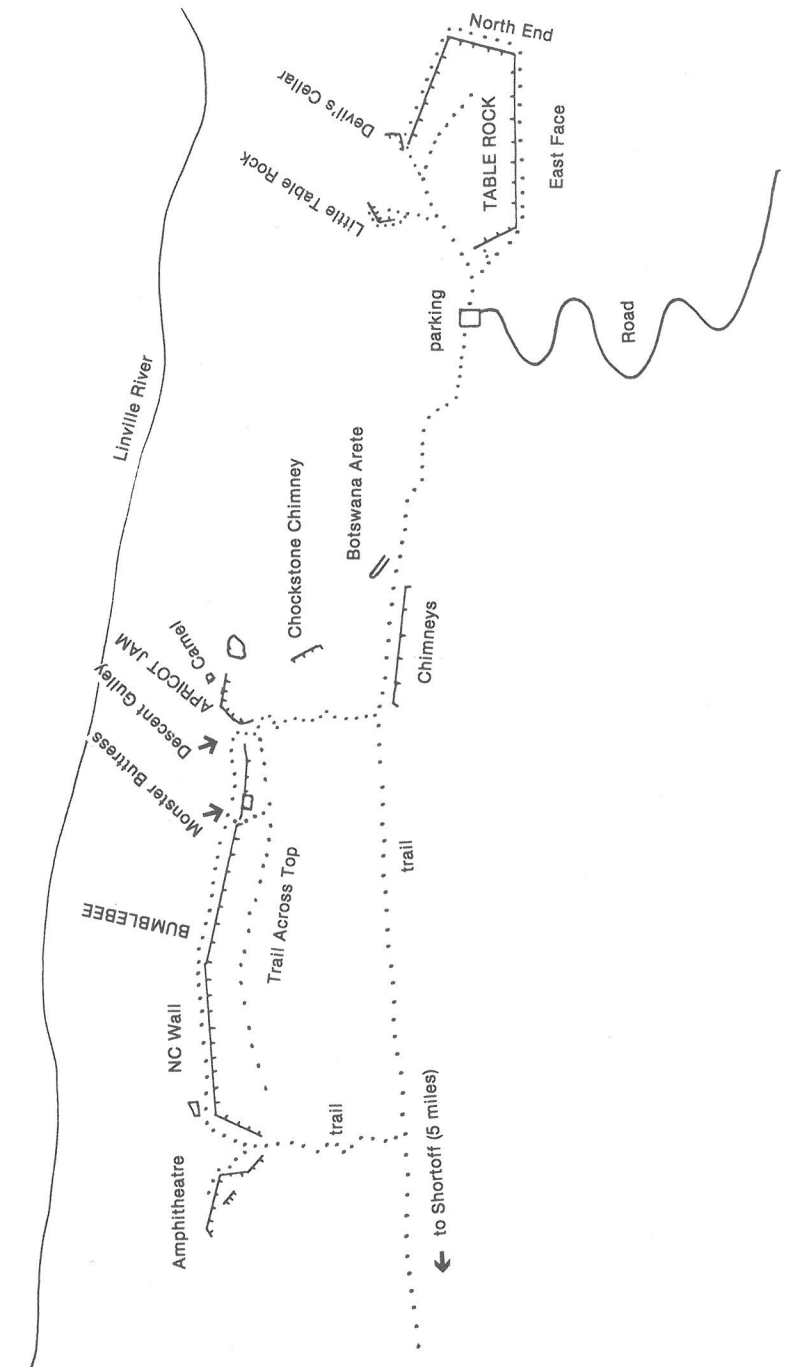 North End
Devil's Cellar
TABLE ROCK
East Face
Little Table Rock
parking
Road
Linville River
Botswana Arete
Chockstone Chimney
Chimneys
Camel
APRICOT JAM
Descent Gulley
Monster Buttress
trail
Trail Across Top
BUMBLEBEE
NC Wall
trail
to Shortoff (5 miles)
Amphitheatre